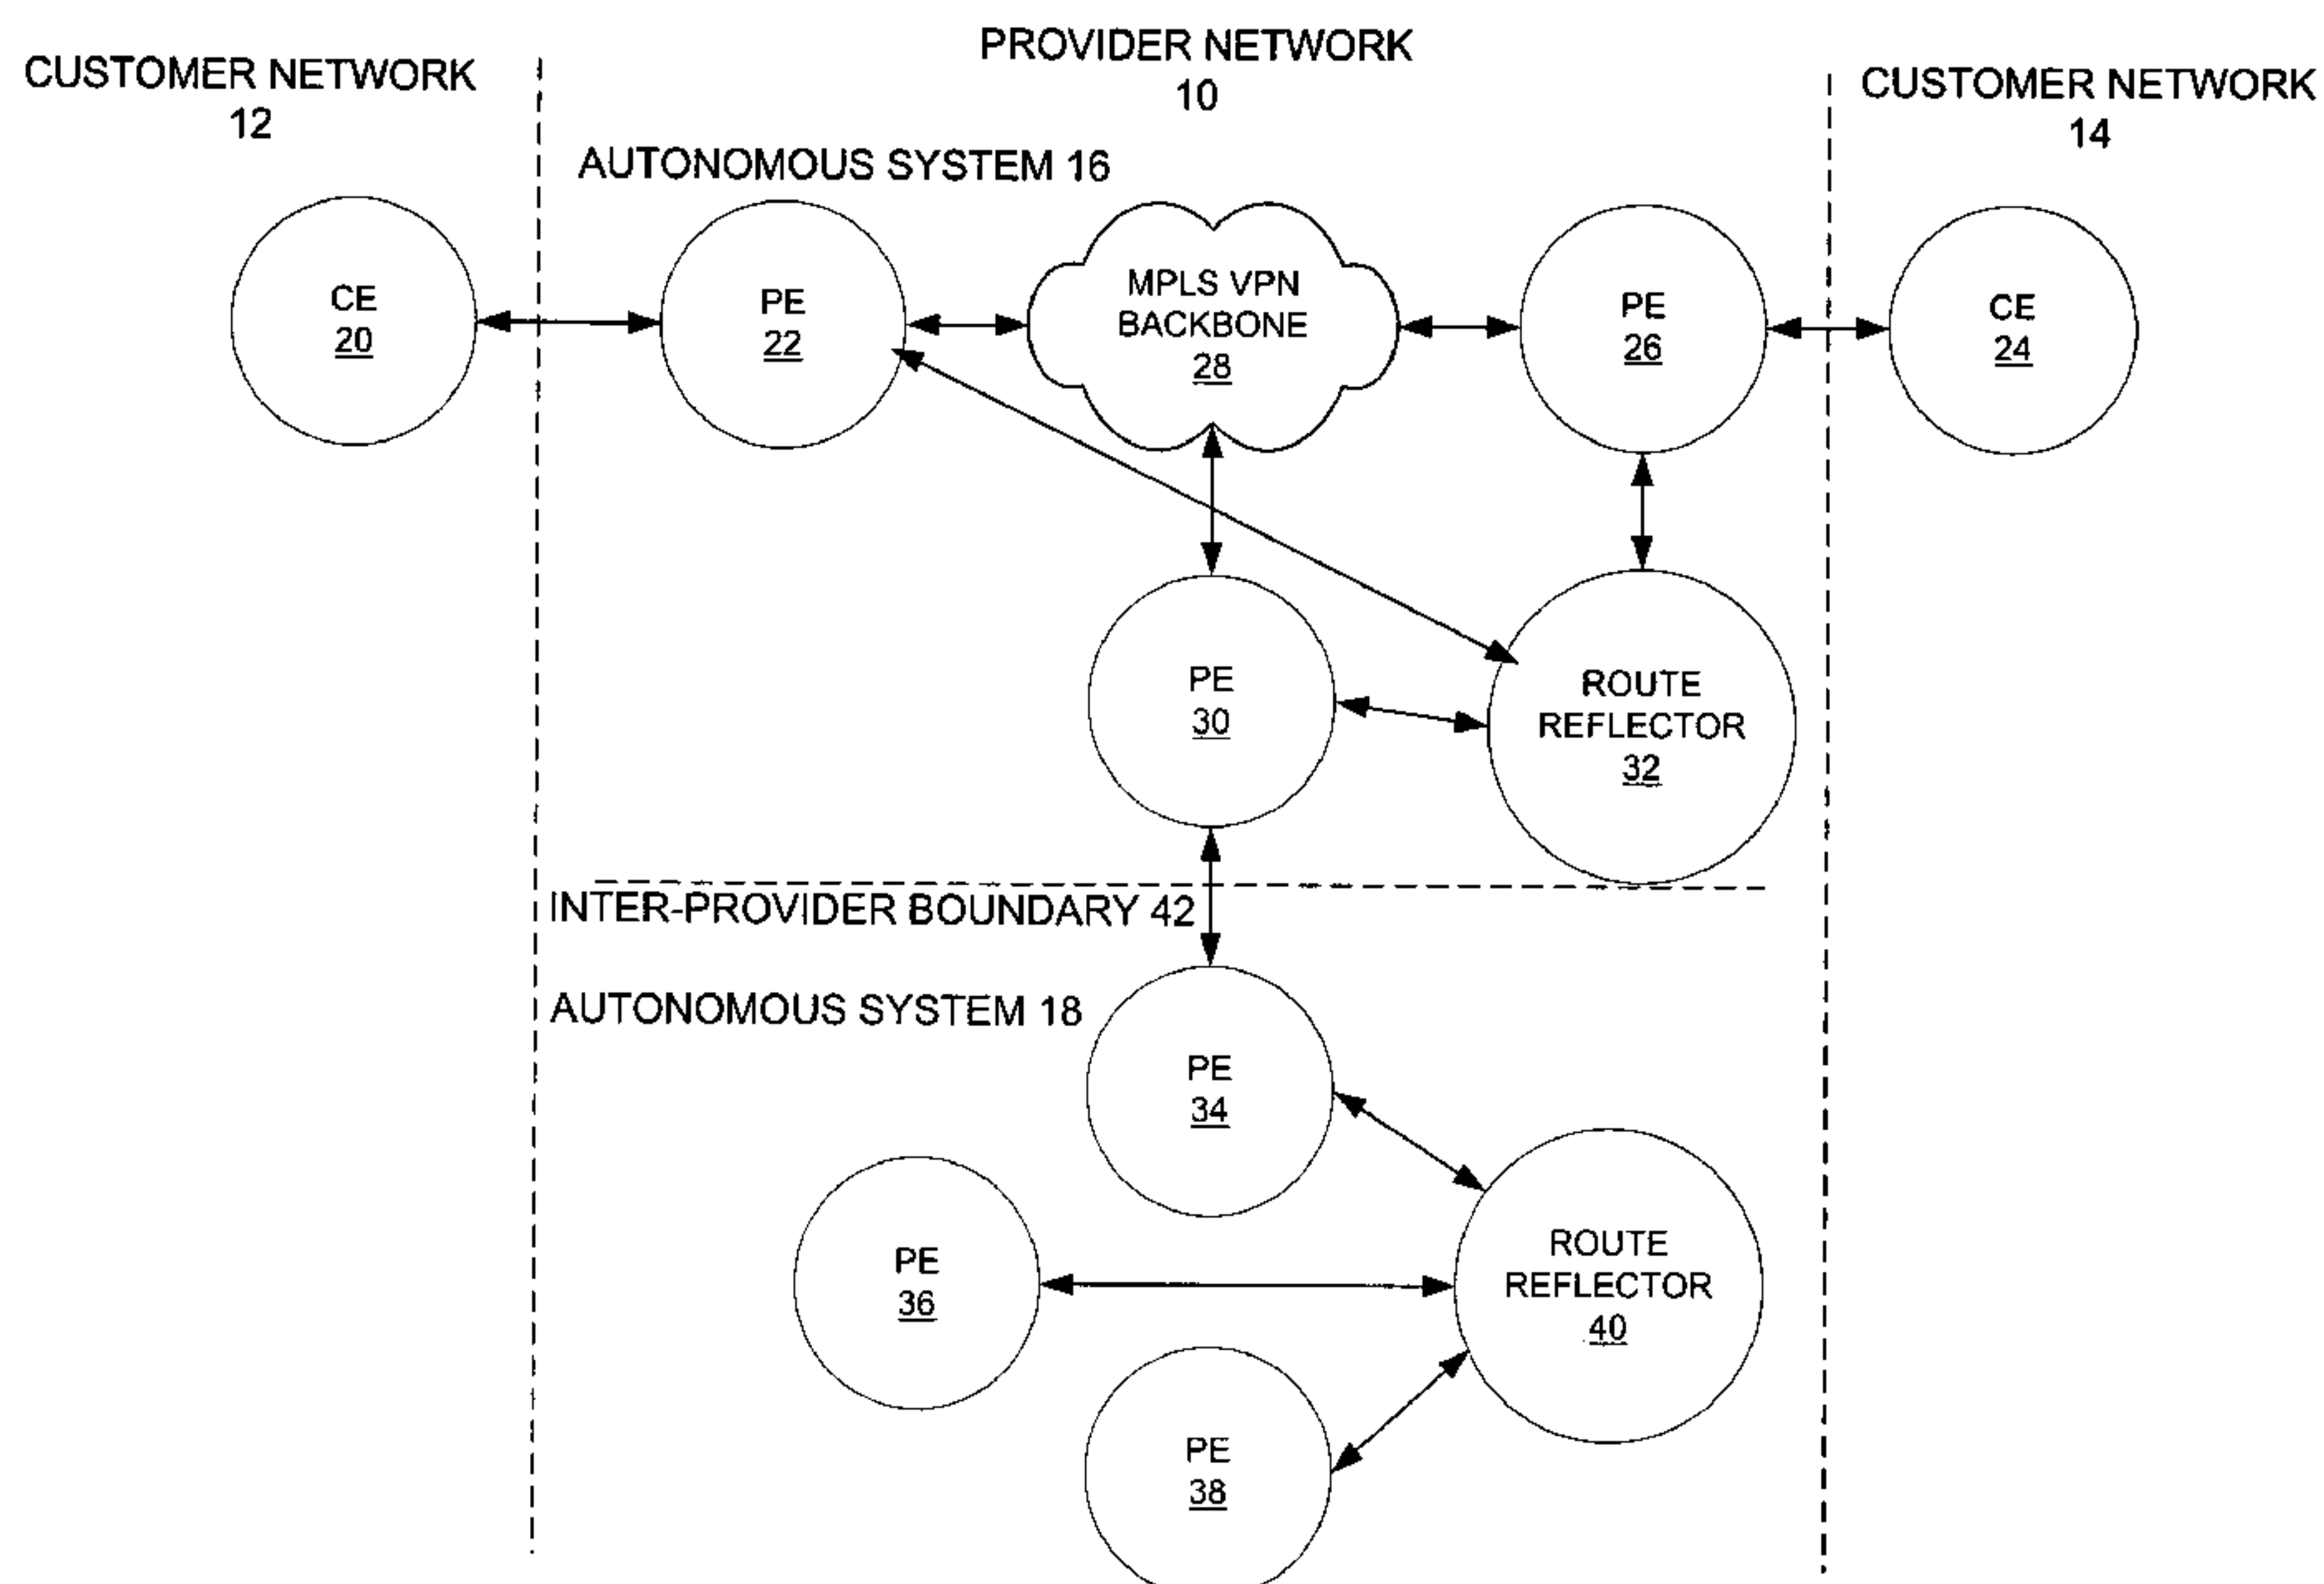 PROVIDER NETWORK
10
CUSTOMER NETWORK
12
CUSTOMER NETWORK
14
AUTONOMOUS SYSTEM 16
CE
20
PE
22
MPLS VPN
BACKBONE
28
PE
26
CE
24
PE
30
ROUTE
REFLECTOR
32
INTER-PROVIDER BOUNDARY 42
AUTONOMOUS SYSTEM 18
PE
34
PE
36
ROUTE
REFLECTOR
40
PE
38